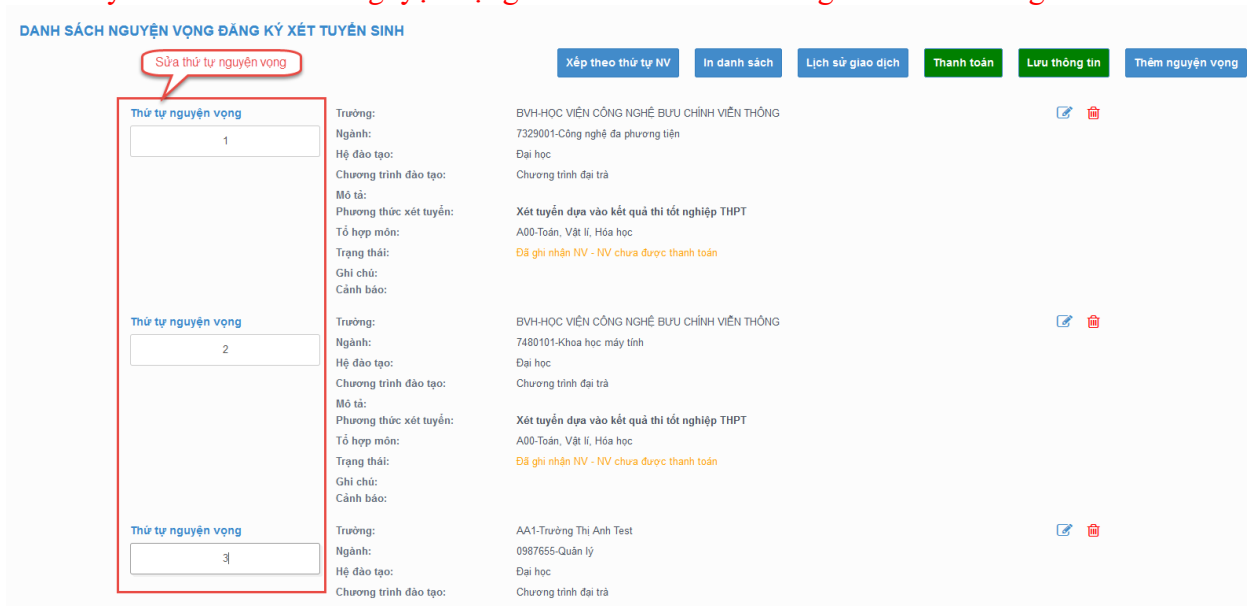 DANH SÁCH NGUYỆN VỌNG ĐĂNG KÝ XÉT TUYỂN SINH
Sửa thứ tự nguyện vọng
Xếp theo thứ tự NV In danh sách Lịch sử giao dịch Thanh toán Lưu thông tin Thêm nguyện vọng
Thứ tự nguyện vọng
1
Trường: BVH-HỌC VIỆN CÔNG NGHỆ BƯU CHÍNH VIỄN THÔNG
Ngành: 7329001-Công nghệ đa phương tiện
Hệ đào tạo: Đại học
Chương trình đào tạo: Chương trình đại trà
Mô tả:
Phương thức xét tuyển: Xét tuyển dựa vào kết quả thi tốt nghiệp THPT
Tổ hợp môn: A00-Toán, Vật lí, Hóa học
Trạng thái: Đã ghi nhận NV - NV chưa được thanh toán
Ghi chú:
Cảnh báo:
Thứ tự nguyện vọng
2
Trường: BVH-HỌC VIỆN CÔNG NGHỆ BƯU CHÍNH VIỄN THÔNG
Ngành: 7480101-Khoa học máy tính
Hệ đào tạo: Đại học
Chương trình đào tạo: Chương trình đại trà
Mô tả:
Phương thức xét tuyển: Xét tuyển dựa vào kết quả thi tốt nghiệp THPT
Tổ hợp môn: A00-Toán, Vật lí, Hóa học
Trạng thái: Đã ghi nhận NV - NV chưa được thanh toán
Ghi chú:
Cảnh báo:
Thứ tự nguyện vọng
3
Trường: AA1-Trường Thị Anh Test
Ngành: 0987655-Quản lý
Hệ đào tạo: Đại học
Chương trình đào tạo: Chương trình đại trà